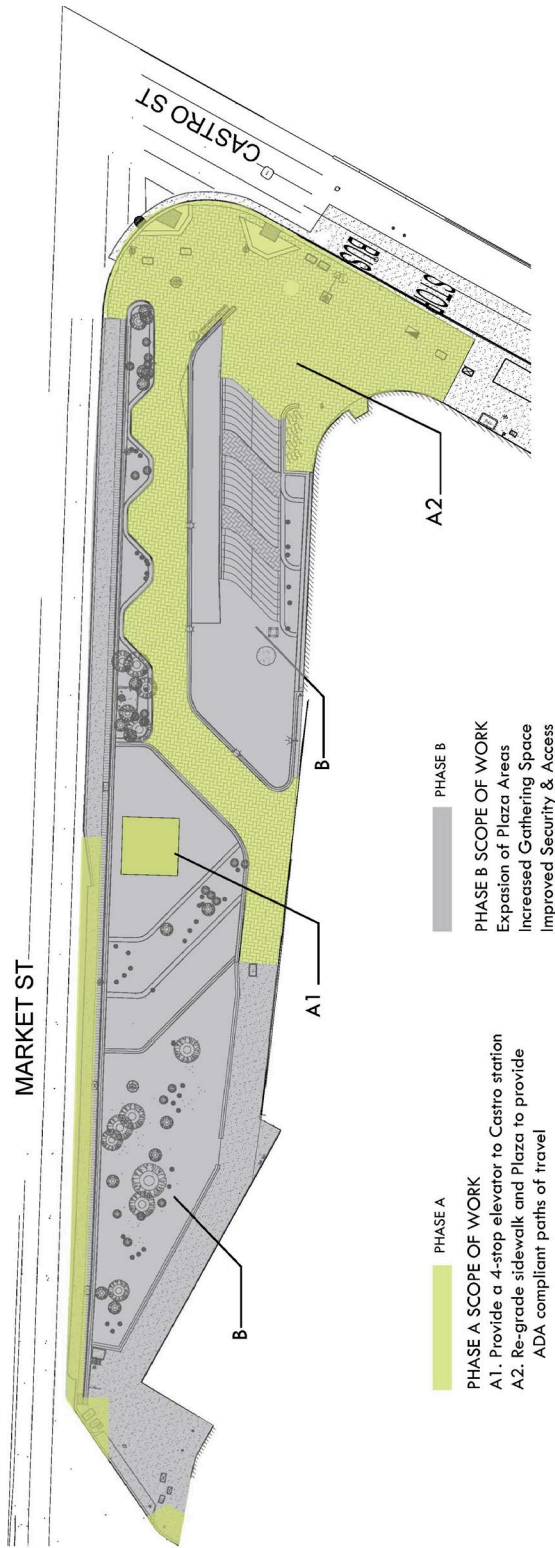 MARKET ST
CASTRO ST
BUS
STOP
A1
A2
B
B
PHASE A
PHASE A SCOPE OF WORK
A1. Provide a 4-stop elevator to Castro station
A2. Re-grade sidewalk and Plaza to provide
ADA compliant paths of travel
PHASE B
PHASE B SCOPE OF WORK
Expasion of Plaza Areas
Increased Gathering Space
Improved Security & Access